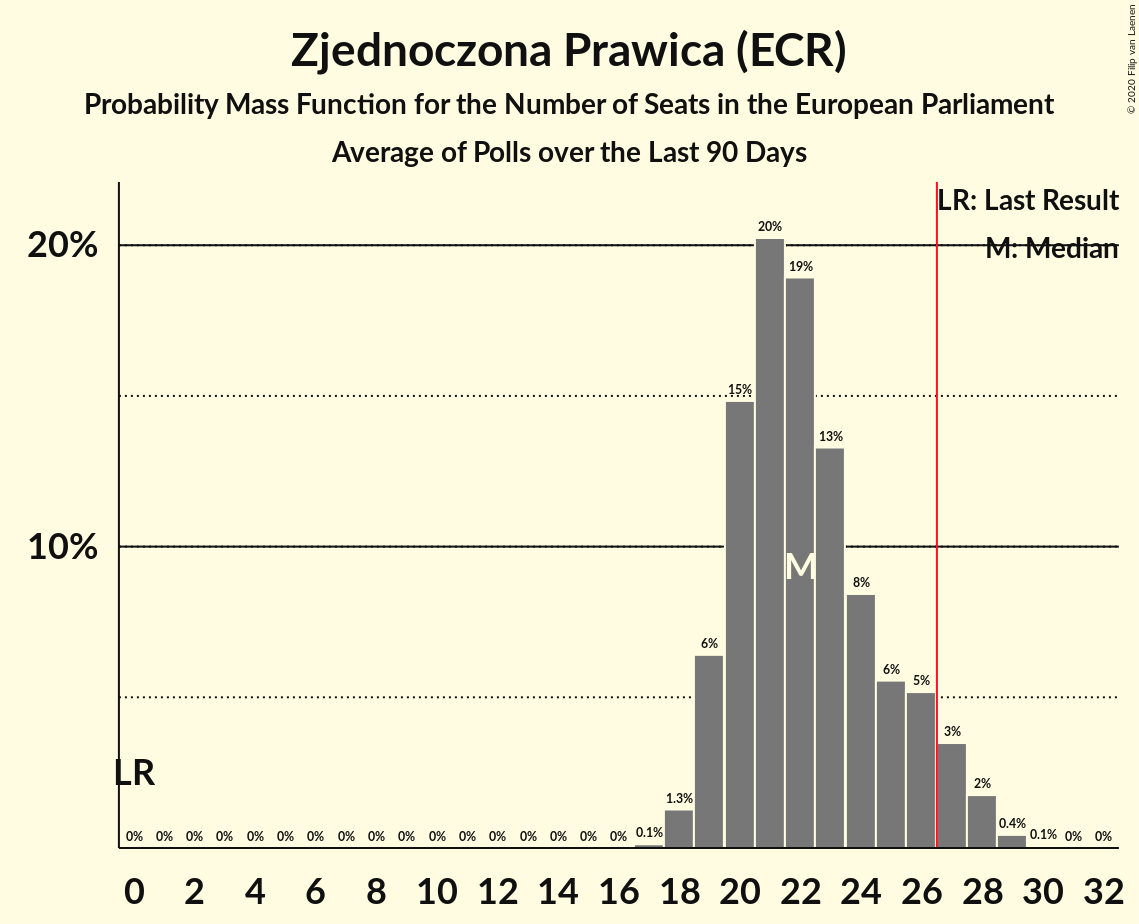 Zjednoczona Prawica (ECR)
Probability Mass Function for the Number of Seats in the European Parliament
Average of Polls over the Last 90 Days
© 2020 Filip van Laenen
LR: Last Result
M: Median
20%
10%
20%
19%
15%
13%
M
8%
6%
6%
5%
3%
LR
2%
1.3%
0.4%
0% 0% 0% 0% 0% 0% 0% 0% 0% 0% 0% 0% 0% 0% 0% 0% 0% 0.1% 0.1% 0% 0%
0 2 4 6 8 10 12 14 16 18 20 22 24 26 28 30 32